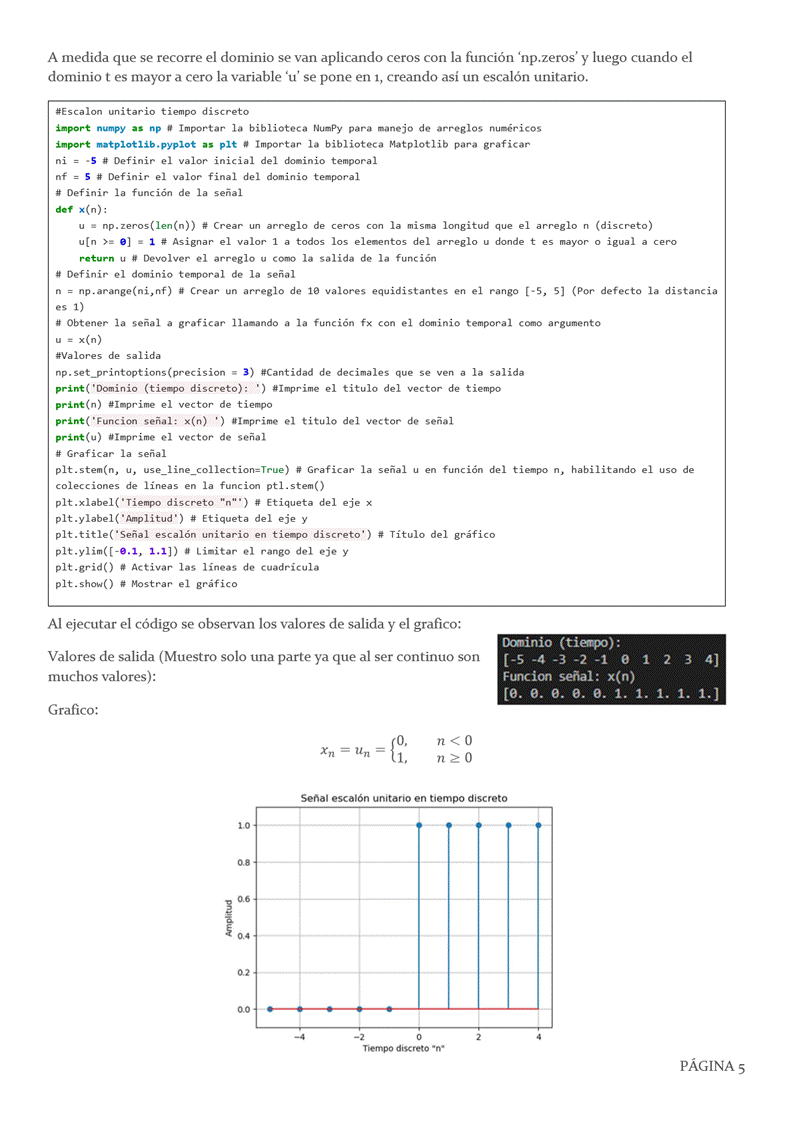 A medida que se recorre el dominio se van aplicando ceros con la función ‘np.zeros’ y luego cuando el
dominio t es mayor a cero la variable ‘u’ se pone en 1, creando así un escalón unitario.
#Escalon unitario tiempo discreto
import numpy as np # Importar la biblioteca NumPy para manejo de arreglos numéricos
import matplotlib.pyplot as plt # Importar la biblioteca Matplotlib para graficar
ni = -5 # Definir el valor inicial del dominio temporal
nf = 5 # Definir el valor final del dominio temporal
# Definir la función de la señal
def x(n):
    u = np.zeros(len(n)) # Crear un arreglo de ceros con la misma longitud que el arreglo n (discreto)
    u[n >= 0] = 1 # Asignar el valor 1 a todos los elementos del arreglo u donde t es mayor o igual a cero
    return u # Devolver el arreglo u como la salida de la función
# Definir el dominio temporal de la señal
n = np.arange(ni,nf) # Crear un arreglo de 10 valores equidistantes en el rango [-5, 5] (Por defecto la distancia
es 1)
# Obtener la señal a graficar llamando a la función fx con el dominio temporal como argumento
u = x(n)
#Valores de salida
np.set_printoptions(precision = 3) #Cantidad de decimales que se ven a la salida
print('Dominio (tiempo discreto): ') #Imprime el titulo del vector de tiempo
print(n) #Imprime el vector de tiempo
print('Funcion señal: x(n) ') #Imprime el titulo del vector de señal
print(u) #Imprime el vector de señal
# Graficar la señal
plt.stem(n, u, use_line_collection=True) # Graficar la señal u en función del tiempo n, habilitando el uso de
colecciones de líneas en la funcion ptl.stem()
plt.xlabel('Tiempo discreto "n"') # Etiqueta del eje x
plt.ylabel('Amplitud') # Etiqueta del eje y
plt.title('Señal escalón unitario en tiempo discreto') # Título del gráfico
plt.ylim([-0.1, 1.1]) # Limitar el rango del eje y
plt.grid() # Activar las líneas de cuadrícula
plt.show() # Mostrar el gráfico
Al ejecutar el código se observan los valores de salida y el grafico:
Valores de salida (Muestro solo una parte ya que al ser continuo son
muchos valores):
Dominio (tiempo):
[-5 -4 -3 -2 -1  0  1  2  3  4]
Funcion señal: x(n)
[0. 0. 0. 0. 0. 1. 1. 1. 1. 1.]
Grafico:
xₙ = uₙ = {0, n < 0
1, n ≥ 0
Señal escalón unitario en tiempo discreto
1.0
0.8
0.6
0.4
0.2
0.0
Amplitud
−4 −2 0 2 4
Tiempo discreto "n"
PÁGINA 5